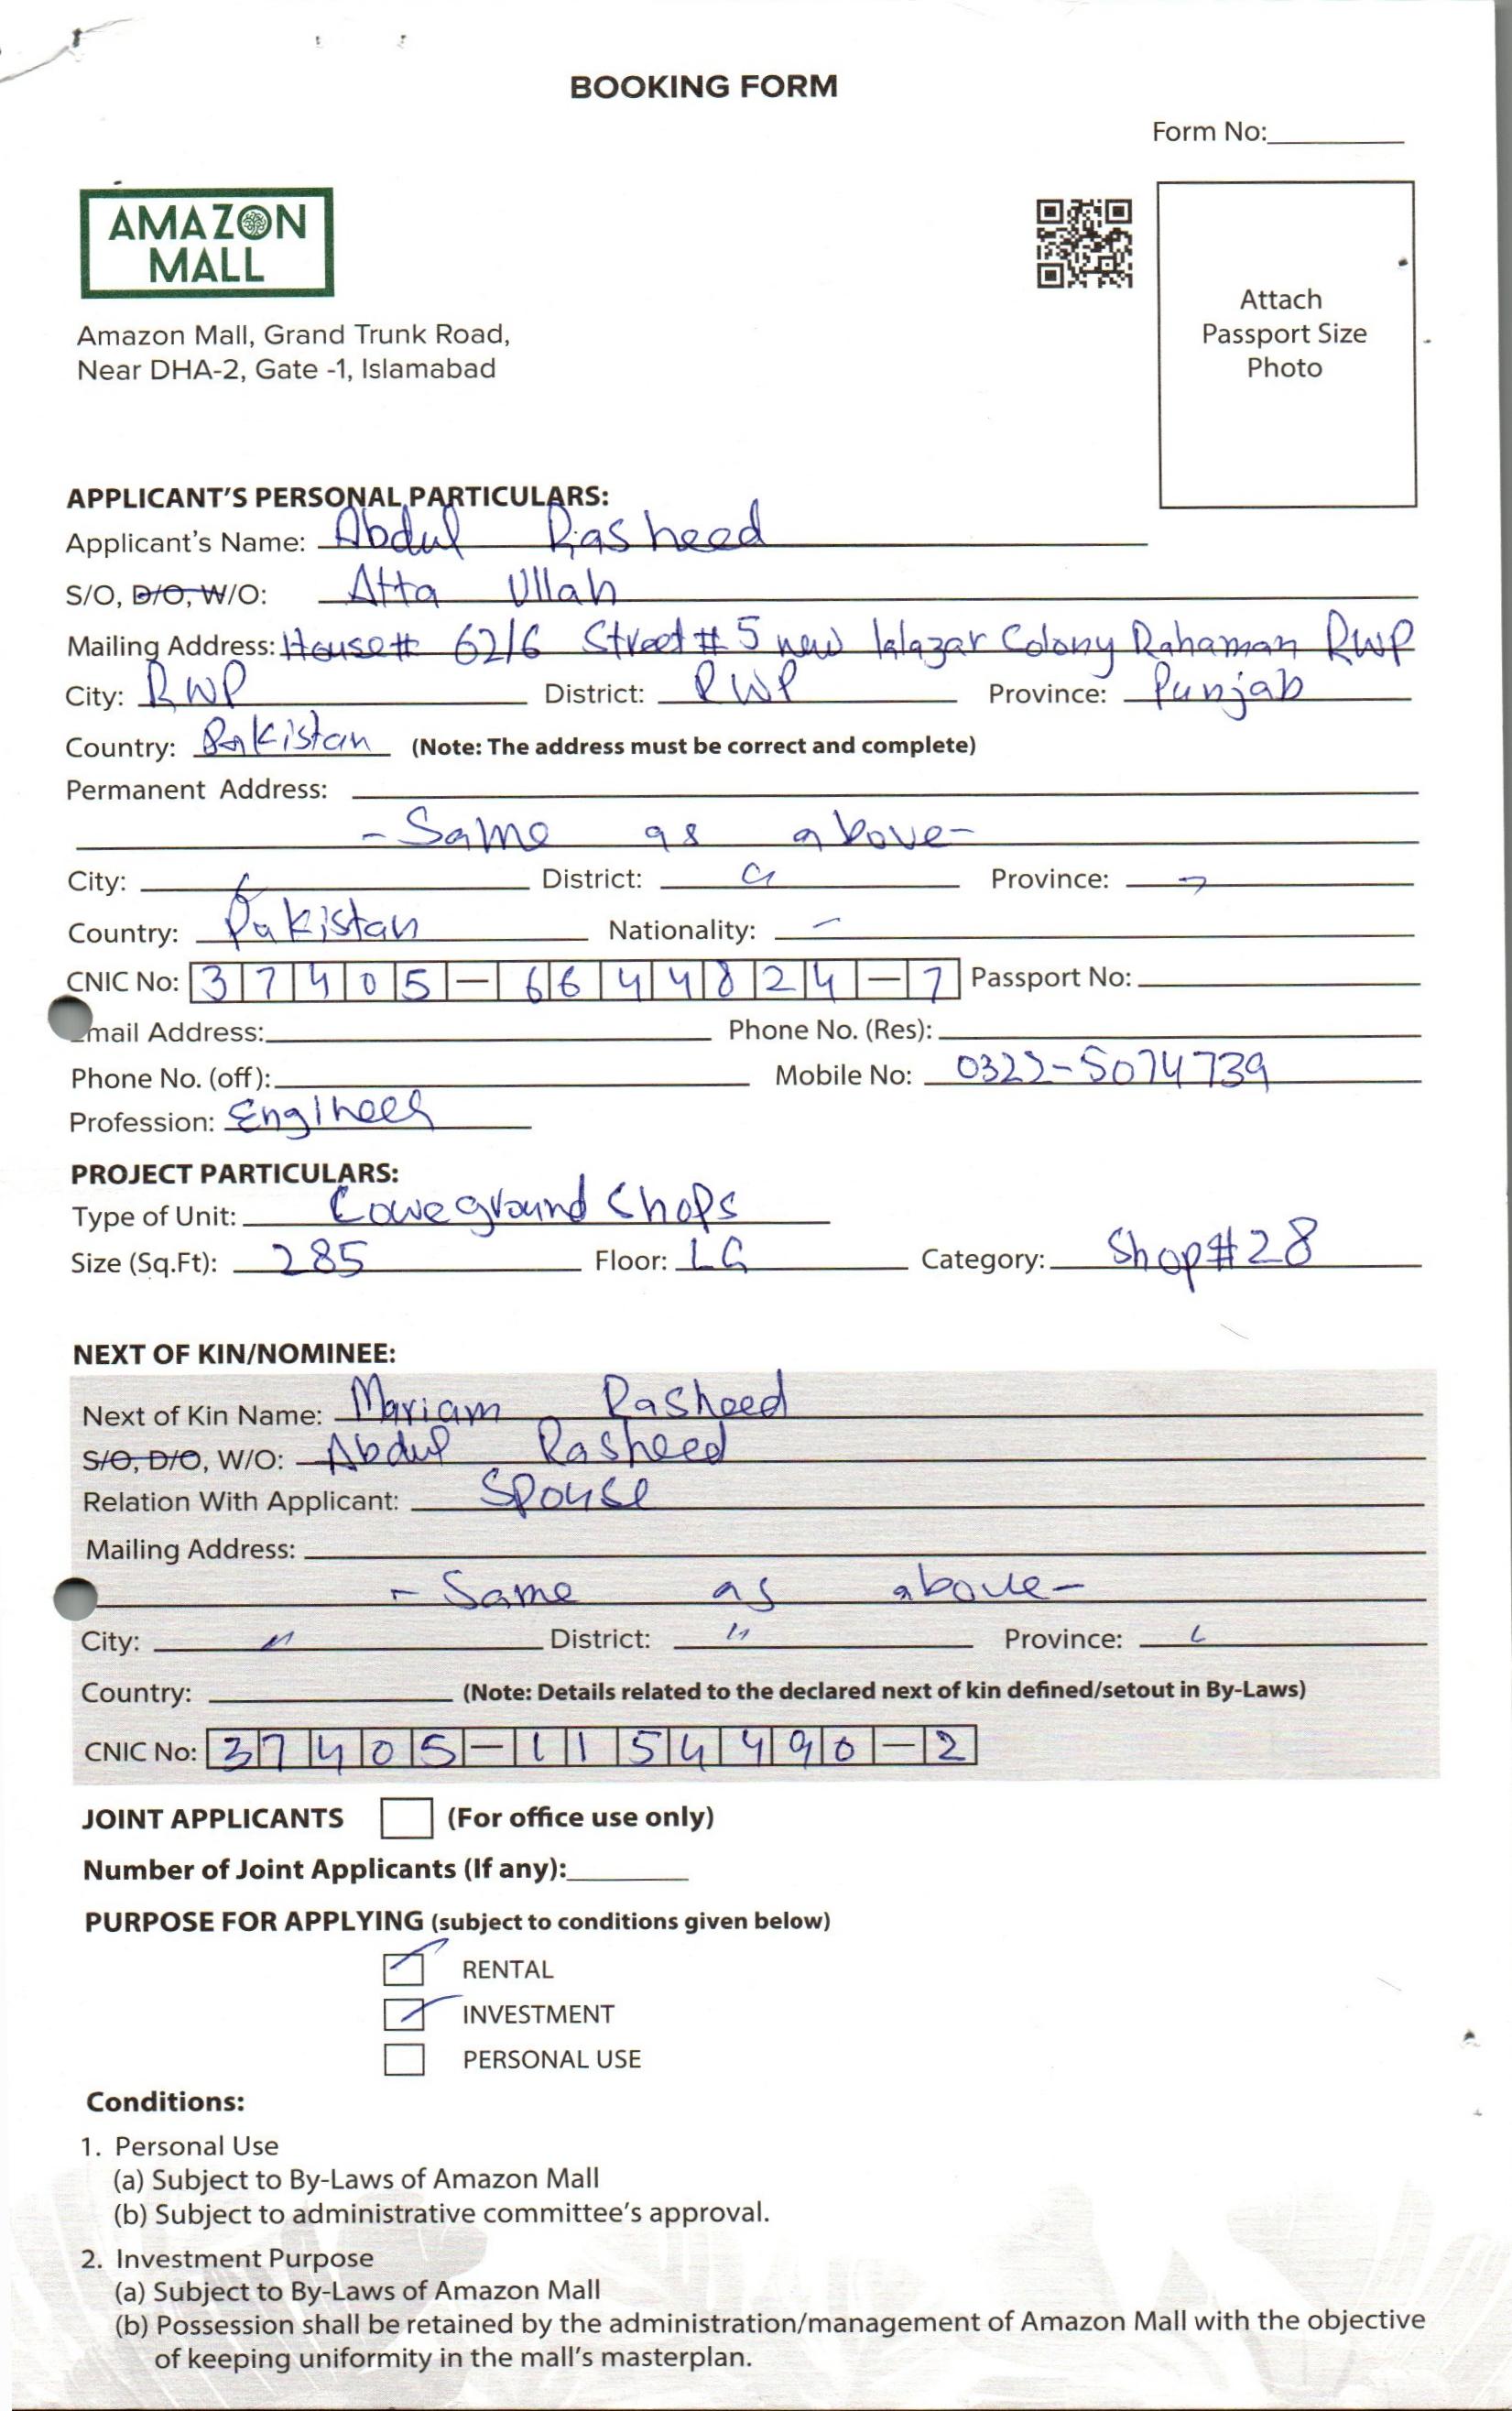 BOOKING FORM
Form No:
AMAZON
MALL
Amazon Mall, Grand Trunk Road,
Near DHA-2, Gate -1, Islamabad
Attach
Passport Size
Photo
APPLICANT'S PERSONAL PARTICULARS:
Applicant's Name: Abdul Rasheed
S/O, D/O, W/O: Atta Ullah
Mailing Address: House# 62/6 Street #5 new lalazar Colony Rahaman RWP
City: RWP District: RWP Province: Punjab
Country: Pakistan (Note: The address must be correct and complete)
Permanent Address:
- Same as above -
City: District: Province:
Country: Pakistan Nationality: -
CNIC No: 37405-6644824-7 Passport No:
Email Address: Phone No. (Res):
Phone No. (off): Mobile No: 0322-5074739
Profession: Engineer
PROJECT PARTICULARS:
Type of Unit: Loweground Shops
Size (Sq.Ft): 285 Floor: LG Category: Shop#28
NEXT OF KIN/NOMINEE:
Next of Kin Name: Mariam Rasheed
S/O, D/O, W/O: Abdul Rasheed
Relation With Applicant: Spouse
Mailing Address:
- Same as above -
City: " District: " Province:
Country: (Note: Details related to the declared next of kin defined/setout in By-Laws)
CNIC No: 37405-1154490-2
JOINT APPLICANTS (For office use only)
Number of Joint Applicants (If any):
PURPOSE FOR APPLYING (subject to conditions given below)
RENTAL
INVESTMENT
PERSONAL USE
Conditions:
1. Personal Use
(a) Subject to By-Laws of Amazon Mall
(b) Subject to administrative committee's approval.
2. Investment Purpose
(a) Subject to By-Laws of Amazon Mall
(b) Possession shall be retained by the administration/management of Amazon Mall with the objective
of keeping uniformity in the mall's masterplan.